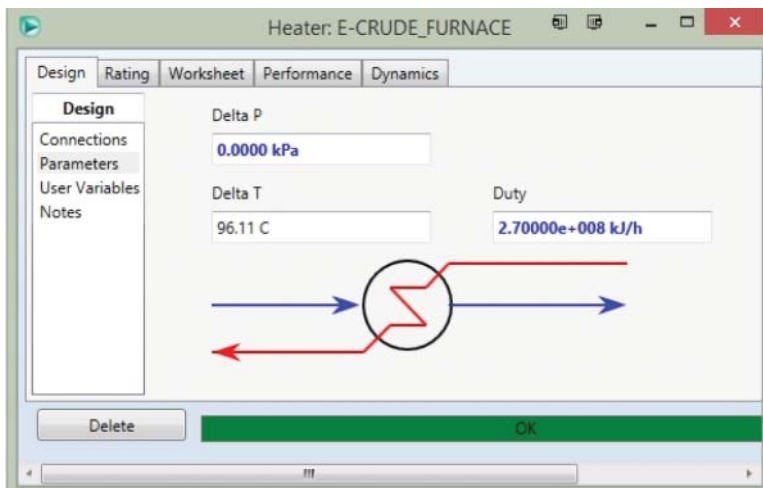 Heater: E-CRUDE_FURNACE
Design Rating Worksheet Performance Dynamics
Design
Connections
Parameters
User Variables
Notes
Delta P
0.0000 kPa
Delta T
96.11 C
Duty
2.70000e+008 kJ/h
Delete
OK